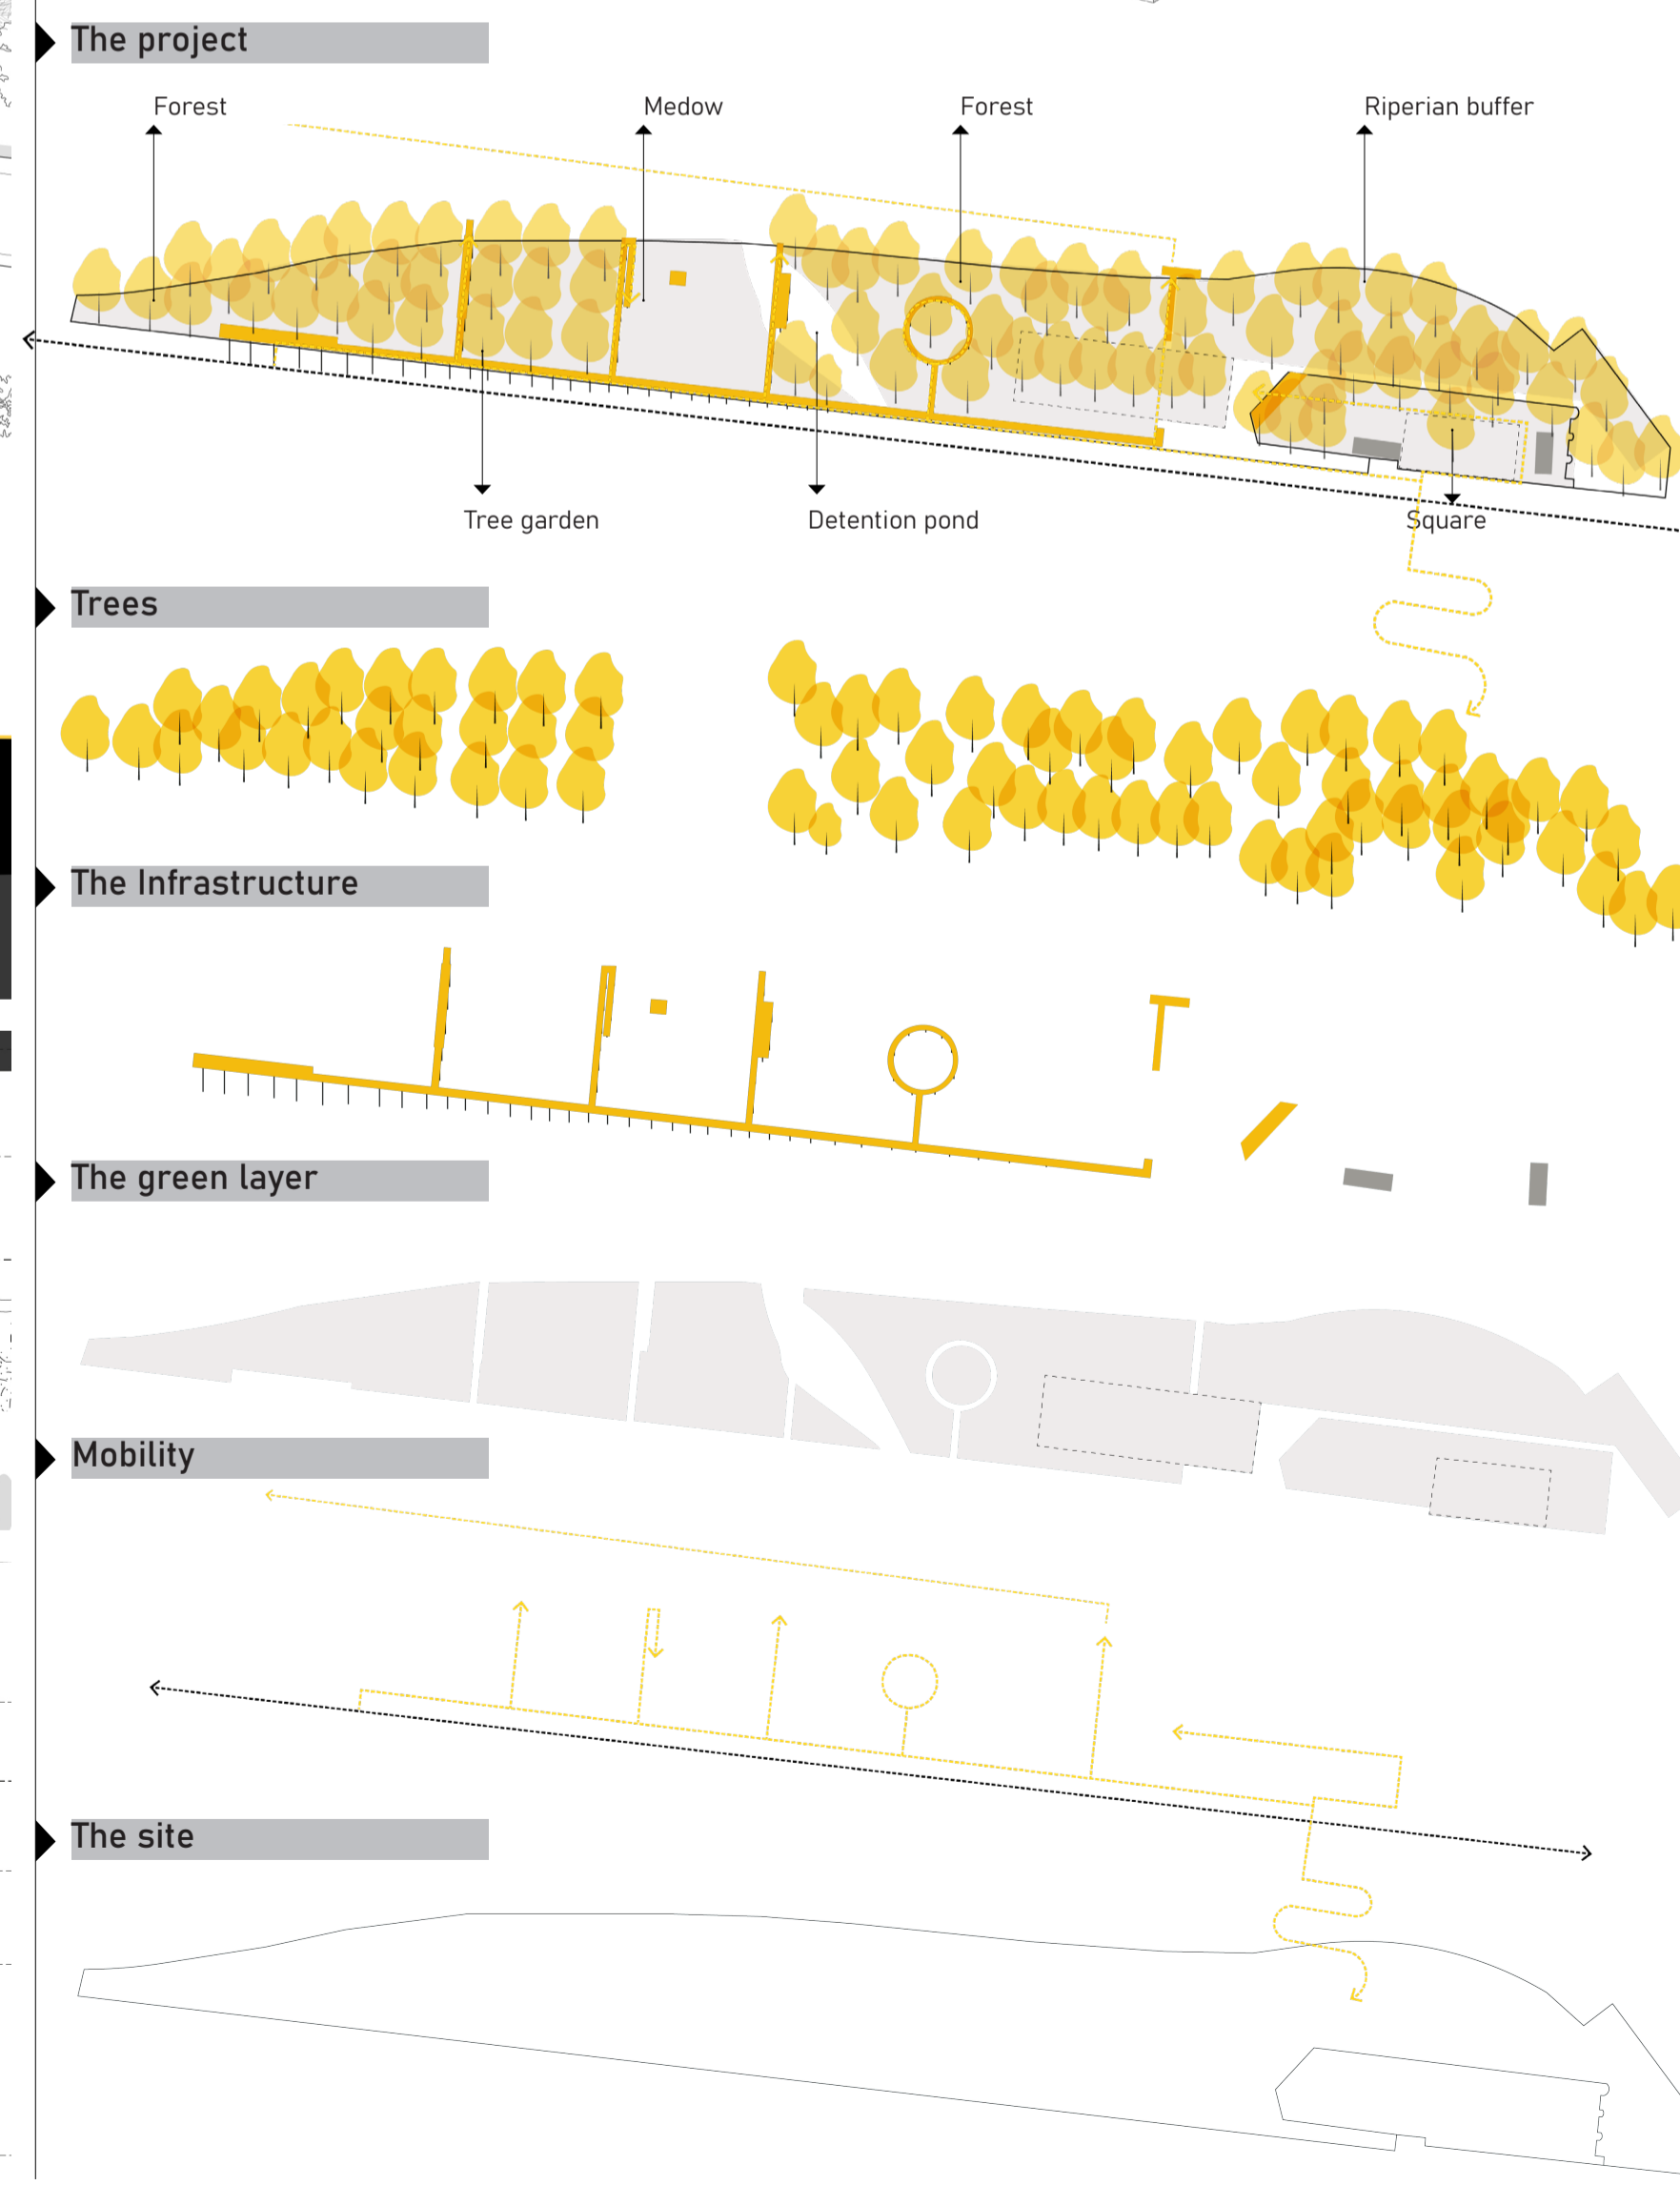 The project
Forest
Medow
Forest
Riperian buffer
Tree garden
Detention pond
Square
Trees
The Infrastructure
The green layer
Mobility
The site